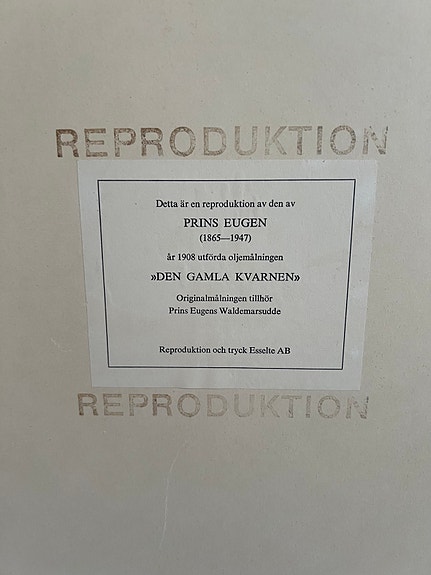 REPRODUKTION
Detta är en reproduktion av den av
PRINS EUGEN
(1865—1947)
år 1908 utförda oljemålningen
»DEN GAMLA KVARNEN»
Originalmålningen tillhör
Prins Eugens Waldemarsudde
Reproduktion och tryck Esselte AB
REPRODUKTION